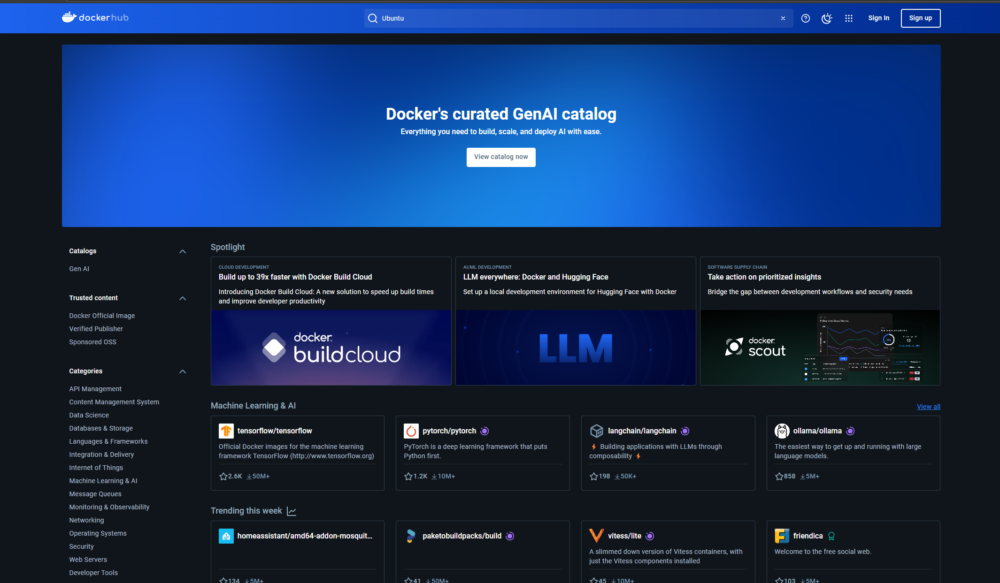 docker hub
Ubuntu
Sign In
Sign up
Docker's curated GenAI catalog
Everything you need to build, scale, and deploy AI with ease.
View catalog now
Catalogs
Gen AI
Trusted content
Docker Official Image
Verified Publisher
Sponsored OSS
Categories
API Management
Content Management System
Data Science
Databases & Storage
Languages & Frameworks
Integration & Delivery
Internet of Things
Machine Learning & AI
Message Queues
Monitoring & Observability
Networking
Operating Systems
Security
Web Servers
Developer Tools
Spotlight
CLOUD DEVELOPMENT
Build up to 39x faster with Docker Build Cloud
Introducing Docker Build Cloud: A new solution to speed up build times
and improve developer productivity
docker
build cloud
AI/ML DEVELOPMENT
LLM everywhere: Docker and Hugging Face
Set up a local development environment for Hugging Face with Docker
LLM
SOFTWARE SUPPLY CHAIN
Take action on prioritized insights
Bridge the gap between development workflows and security needs
docker
scout
Policy time based trends
13
Machine Learning & AI
View all
tensorflow/tensorflow
Official Docker images for the machine learning
framework TensorFlow (http://www.tensorflow.org)
2.6K 50M+
pytorch/pytorch
PyTorch is a deep learning framework that puts
Python first.
1.2K 10M+
langchain/langchain
⚡ Building applications with LLMs through
composability ⚡
198 50K+
ollama/ollama
The easiest way to get up and running with large
language models.
858 5M+
Trending this week
homeassistant/amd64-addon-mosquit...
134 5M+
paketobuildpacks/build
41 50M+
vitess/lite
A slimmed down version of Vitess containers, with
just the Vitess components installed
45 10M+
friendica
Welcome to the free social web.
103 5M+